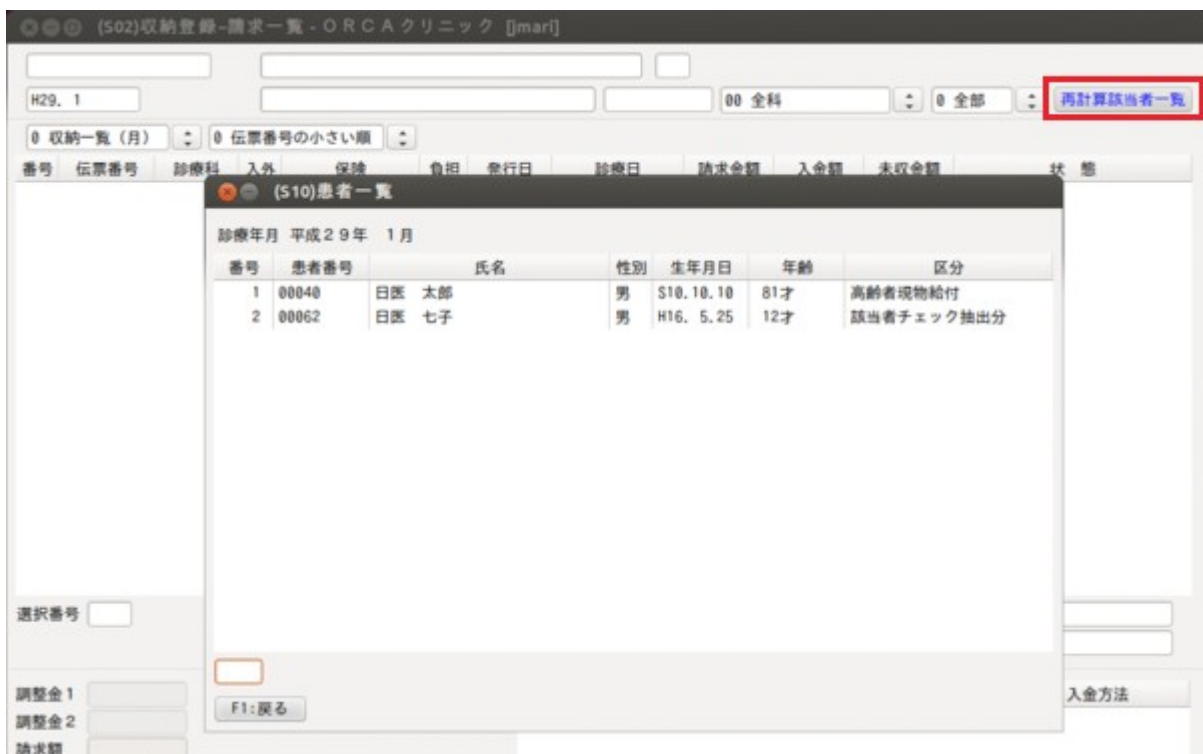 (S02)収納登録-請求一覧 - ORCAクリニック [jmari]
H29. 1 00 全科 0 全部 再計算該当者一覧
0 収納一覧（月） 0 伝票番号の小さい順
番号 伝票番号 診療科 入外 保険 負担 発行日 診療日 請求金額 入金額 未収金額 状 態
(S10)患者一覧
診療年月 平成29年 1月
番号 患者番号 氏名 性別 生年月日 年齢 区分
1 00040 日医 太郎 男 S10.10.10 81才 高齢者現物給付
2 00062 日医 七子 男 H16. 5.25 12才 該当者チェック抽出分
選択番号
F1:戻る
調整金1 入金方法
調整金2
請求額